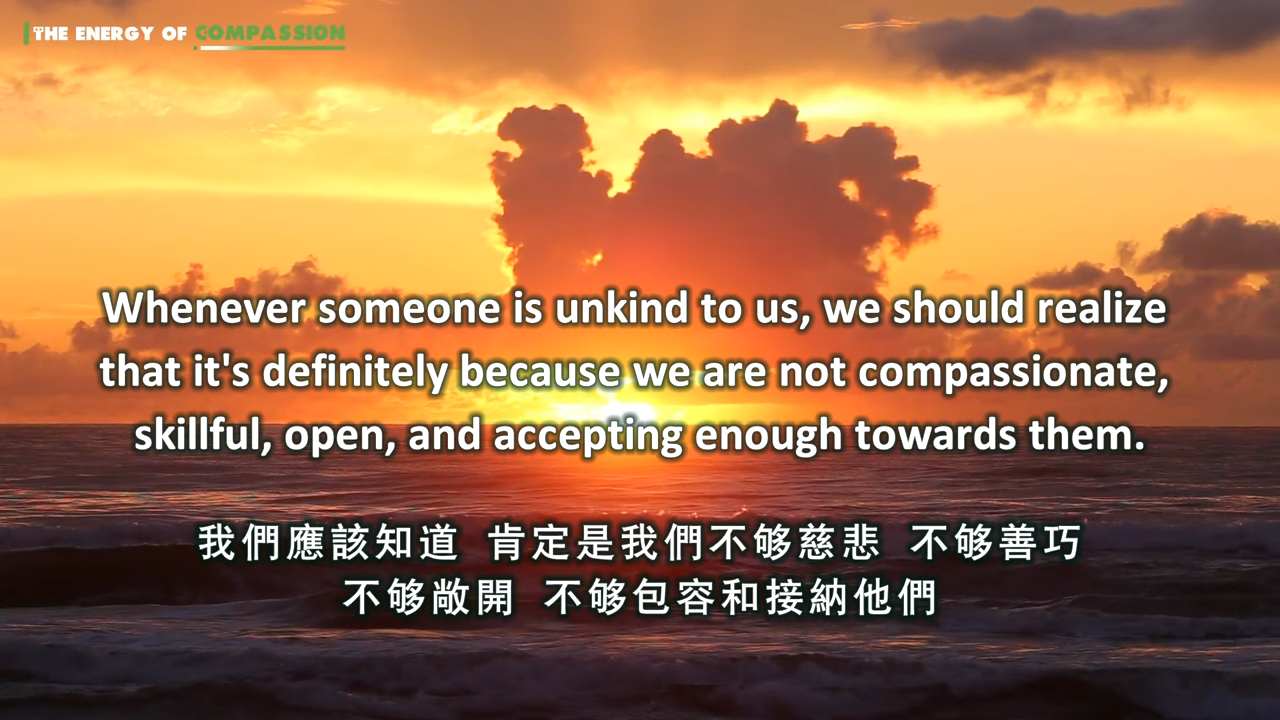 THE ENERGY OF COMPASSION
Whenever someone is unkind to us, we should realize
that it's definitely because we are not compassionate,
skillful, open, and accepting enough towards them.
我們應該知道 肯定是我們不够慈悲 不够善巧
不够敞開 不够包容和接納他們